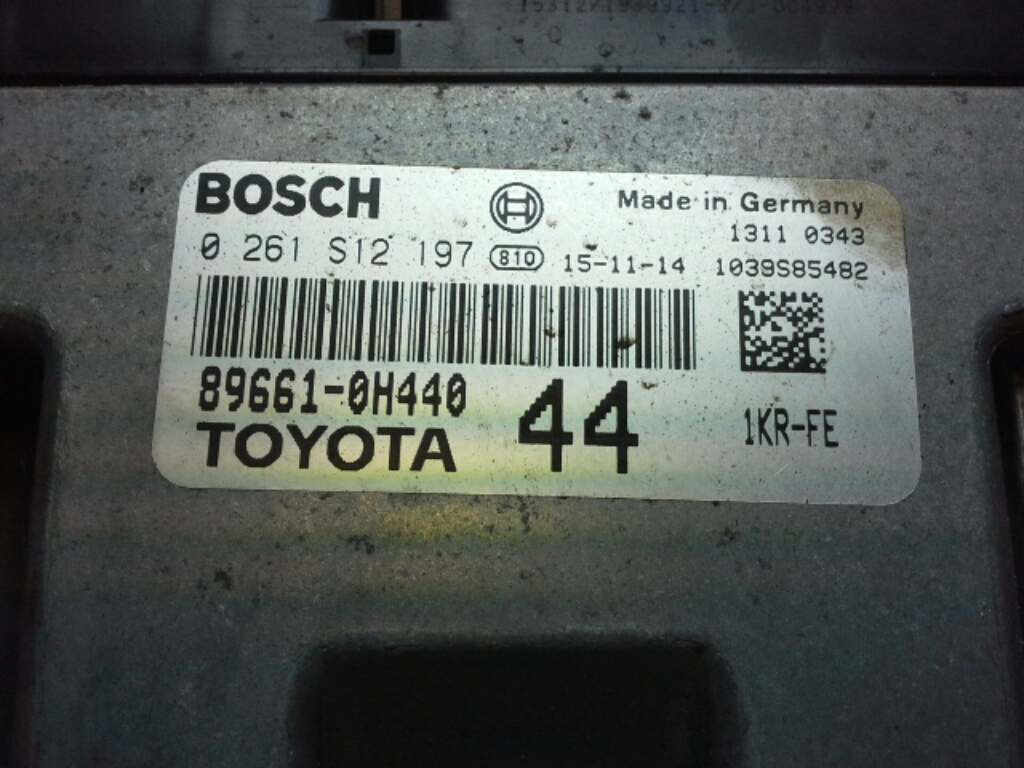 BOSCH
Made in Germany
1311 0343
0 261 S12 197 810 15-11-14 1039S85482
89661-0H440
44
1KR-FE
TOYOTA